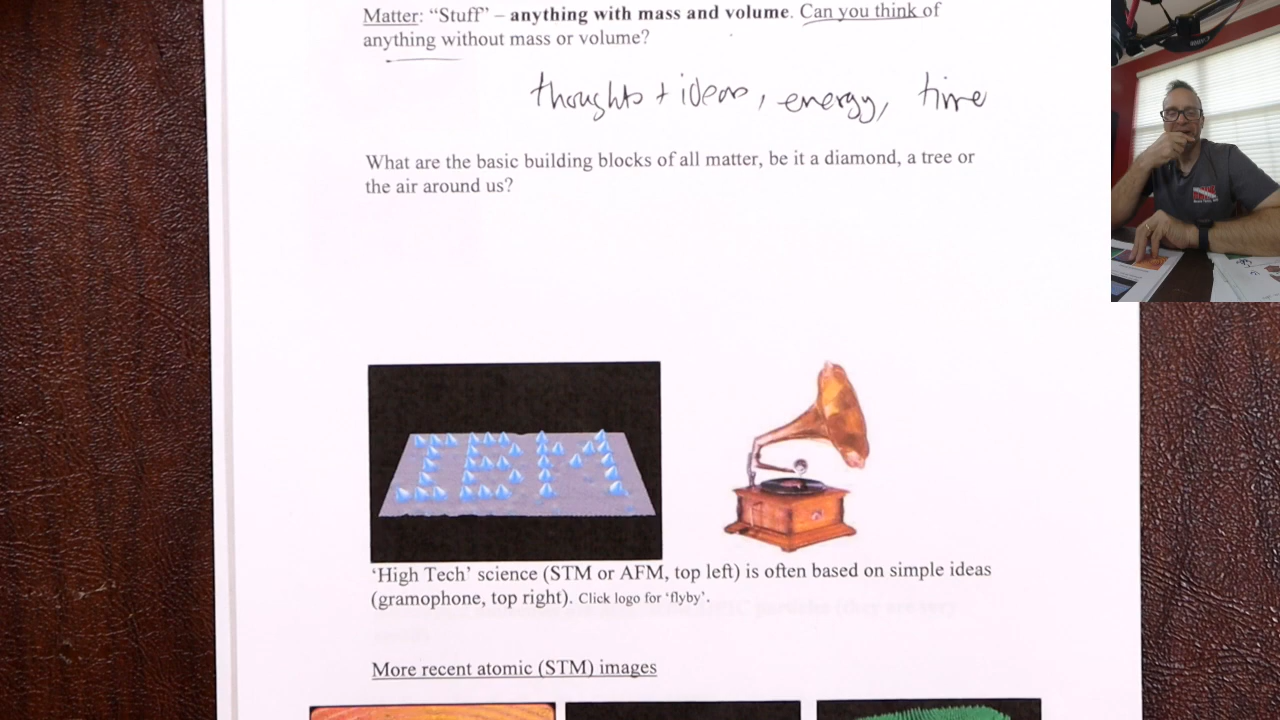 Matter: “Stuff” – anything with mass and volume. Can you think of
anything without mass or volume?
thoughts + ideas, energy, time
What are the basic building blocks of all matter, be it a diamond, a tree or
the air around us?
IBM
‘High Tech’ science (STM or AFM, top left) is often based on simple ideas
(gramophone, top right). Click logo for ‘flyby’.
More recent atomic (STM) images